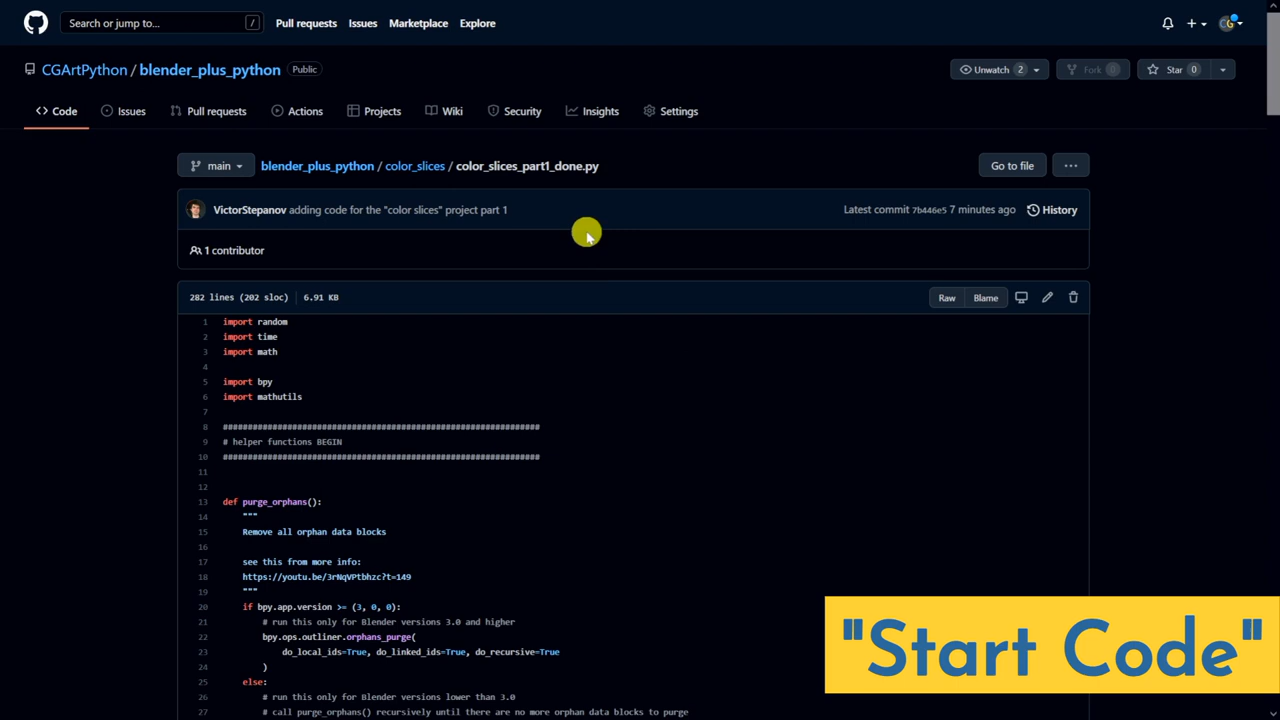 Search or jump to... /
Pull requests Issues Marketplace Explore
CG
CGArtPython / blender_plus_python Public
Unwatch 2 Fork 0 Star 0
Code Issues Pull requests Actions Projects Wiki Security Insights Settings
main blender_plus_python / color_slices / color_slices_part1_done.py Go to file ...
VictorStepanov adding code for the "color slices" project part 1 Latest commit 7b446e5 7 minutes ago History
1 contributor
282 lines (202 sloc) 6.91 KB Raw Blame
1 import random
2 import time
3 import math
4
5 import bpy
6 import mathutils
7
8 ################################################################
9 # helper functions BEGIN
10 ################################################################
11
12
13 def purge_orphans():
14 """
15 Remove all orphan data blocks
16
17 see this from more info:
18 https://youtu.be/3rNqVPtbhzc?t=149
19 """
20 if bpy.app.version >= (3, 0, 0):
21 # run this only for Blender versions 3.0 and higher
22 bpy.ops.outliner.orphans_purge(
23 do_local_ids=True, do_linked_ids=True, do_recursive=True
24 )
25 else:
26 # run this only for Blender versions lower than 3.0
27 # call purge_orphans() recursively until there are no more orphan data blocks to purge
"Start Code"